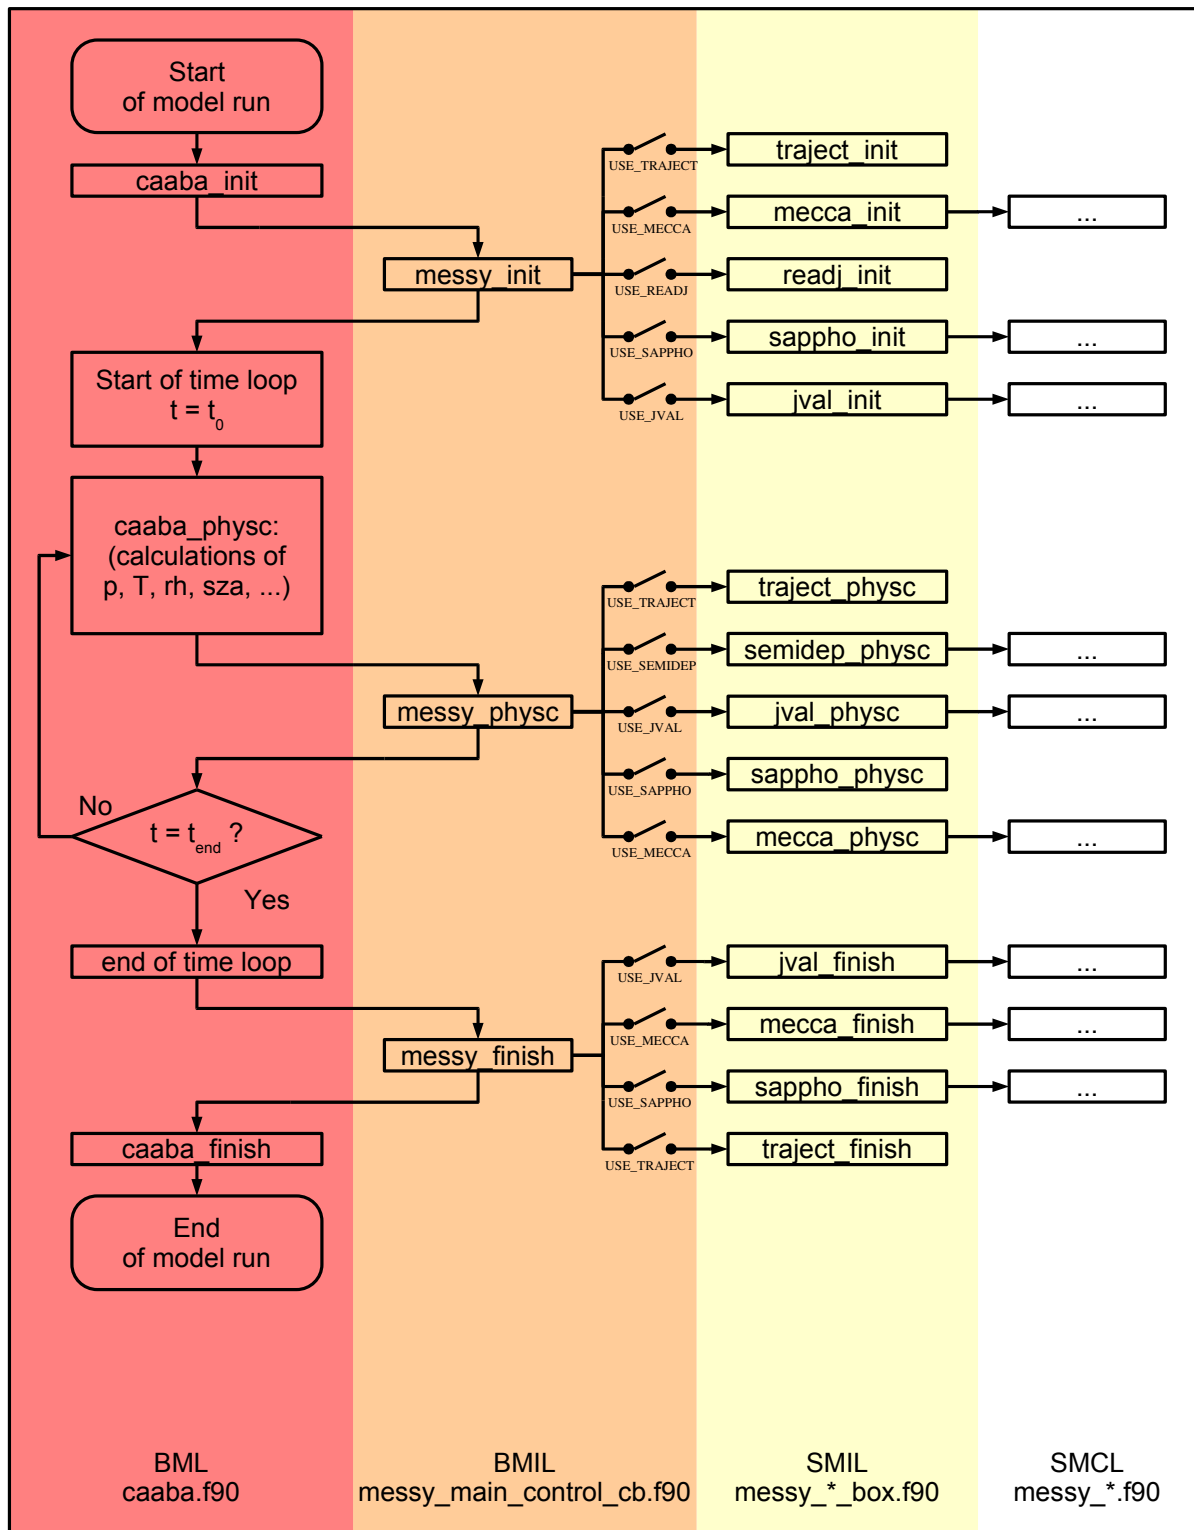 Start
of model run
caaba_init
messy_init
USE_TRAJECT
traject_init
USE_MECCA
mecca_init
...
USE_READJ
readj_init
USE_SAPPHO
sappho_init
...
USE_JVAL
jval_init
...
Start of time loop
t = t0
caaba_physc:
(calculations of
p, T, rh, sza, ...)
messy_physc
USE_TRAJECT
traject_physc
USE_SEMIDEP
semidep_physc
...
USE_JVAL
jval_physc
...
USE_SAPPHO
sappho_physc
USE_MECCA
mecca_physc
...
No
t = tend ?
Yes
end of time loop
messy_finish
USE_JVAL
jval_finish
...
USE_MECCA
mecca_finish
...
USE_SAPPHO
sappho_finish
...
USE_TRAJECT
traject_finish
caaba_finish
End
of model run
BML
caaba.f90
BMIL
messy_main_control_cb.f90
SMIL
messy_*_box.f90
SMCL
messy_*.f90